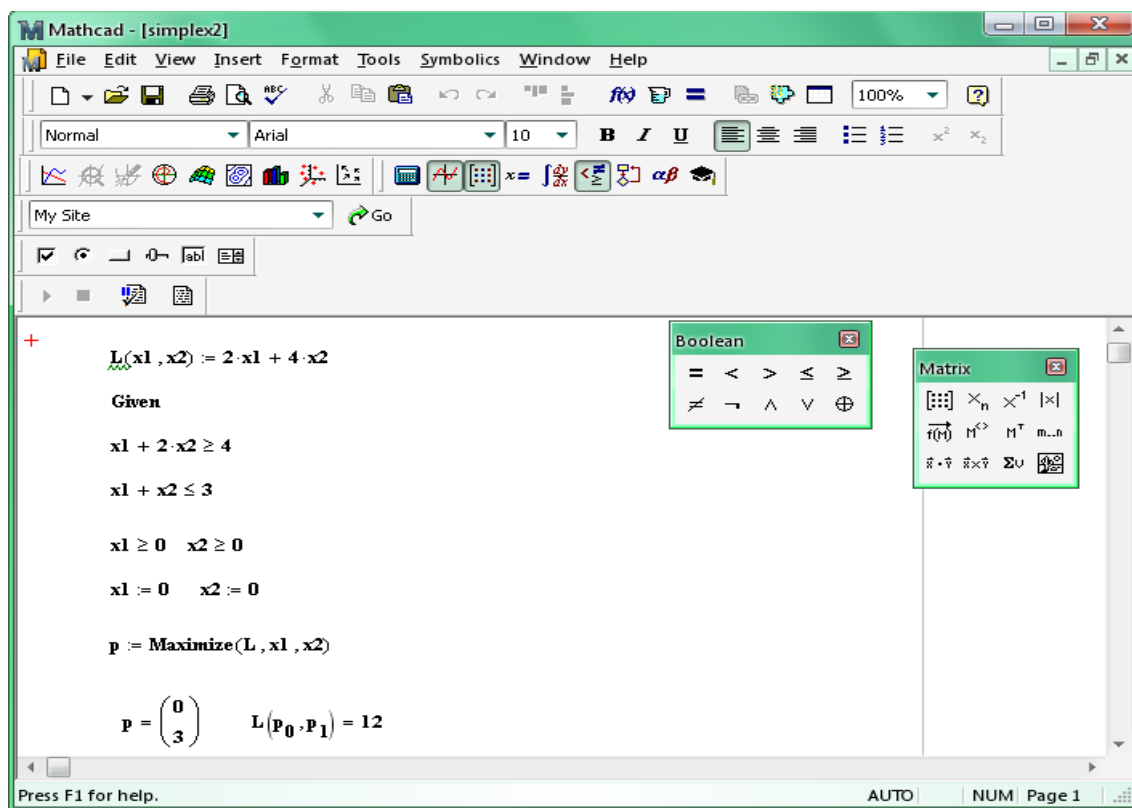 Mathcad - [simplex2]
File Edit View Insert Format Tools Symbolics Window Help
100%
Normal Arial 10 B I U
My Site Go
L(x1 , x2) := 2·x1 + 4·x2
Given
x1 + 2·x2 ≥ 4
x1 + x2 ≤ 3
x1 ≥ 0 x2 ≥ 0
x1 := 0 x2 := 0
p := Maximize(L , x1 , x2)
p = (0 3) L(p0 , p1) = 12
Boolean
= < > ≤ ≥
≠ ¬ ∧ ∨ ⊕
Matrix
[:::] ×n ×⁻¹ |×|
f(M) M<> Mᵀ m..n
x·y x×y Συ
Press F1 for help. AUTO NUM Page 1